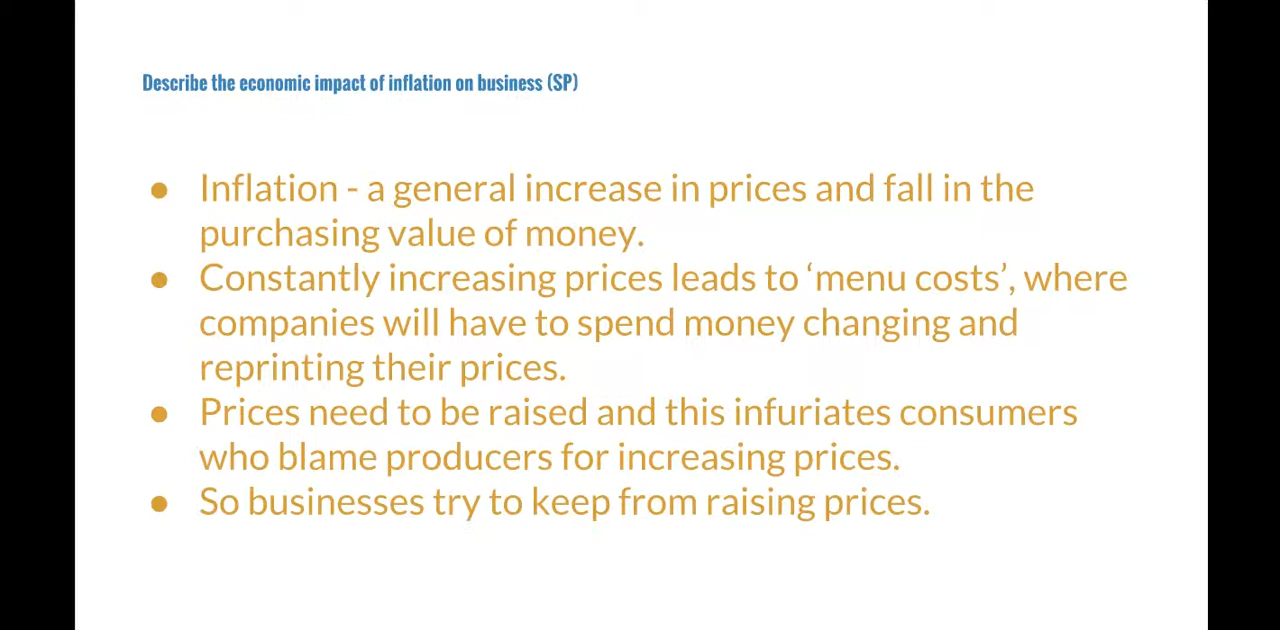 Describe the economic impact of inflation on business (SP)
● Inflation - a general increase in prices and fall in the
purchasing value of money.
● Constantly increasing prices leads to ‘menu costs’, where
companies will have to spend money changing and
reprinting their prices.
● Prices need to be raised and this infuriates consumers
who blame producers for increasing prices.
● So businesses try to keep from raising prices.